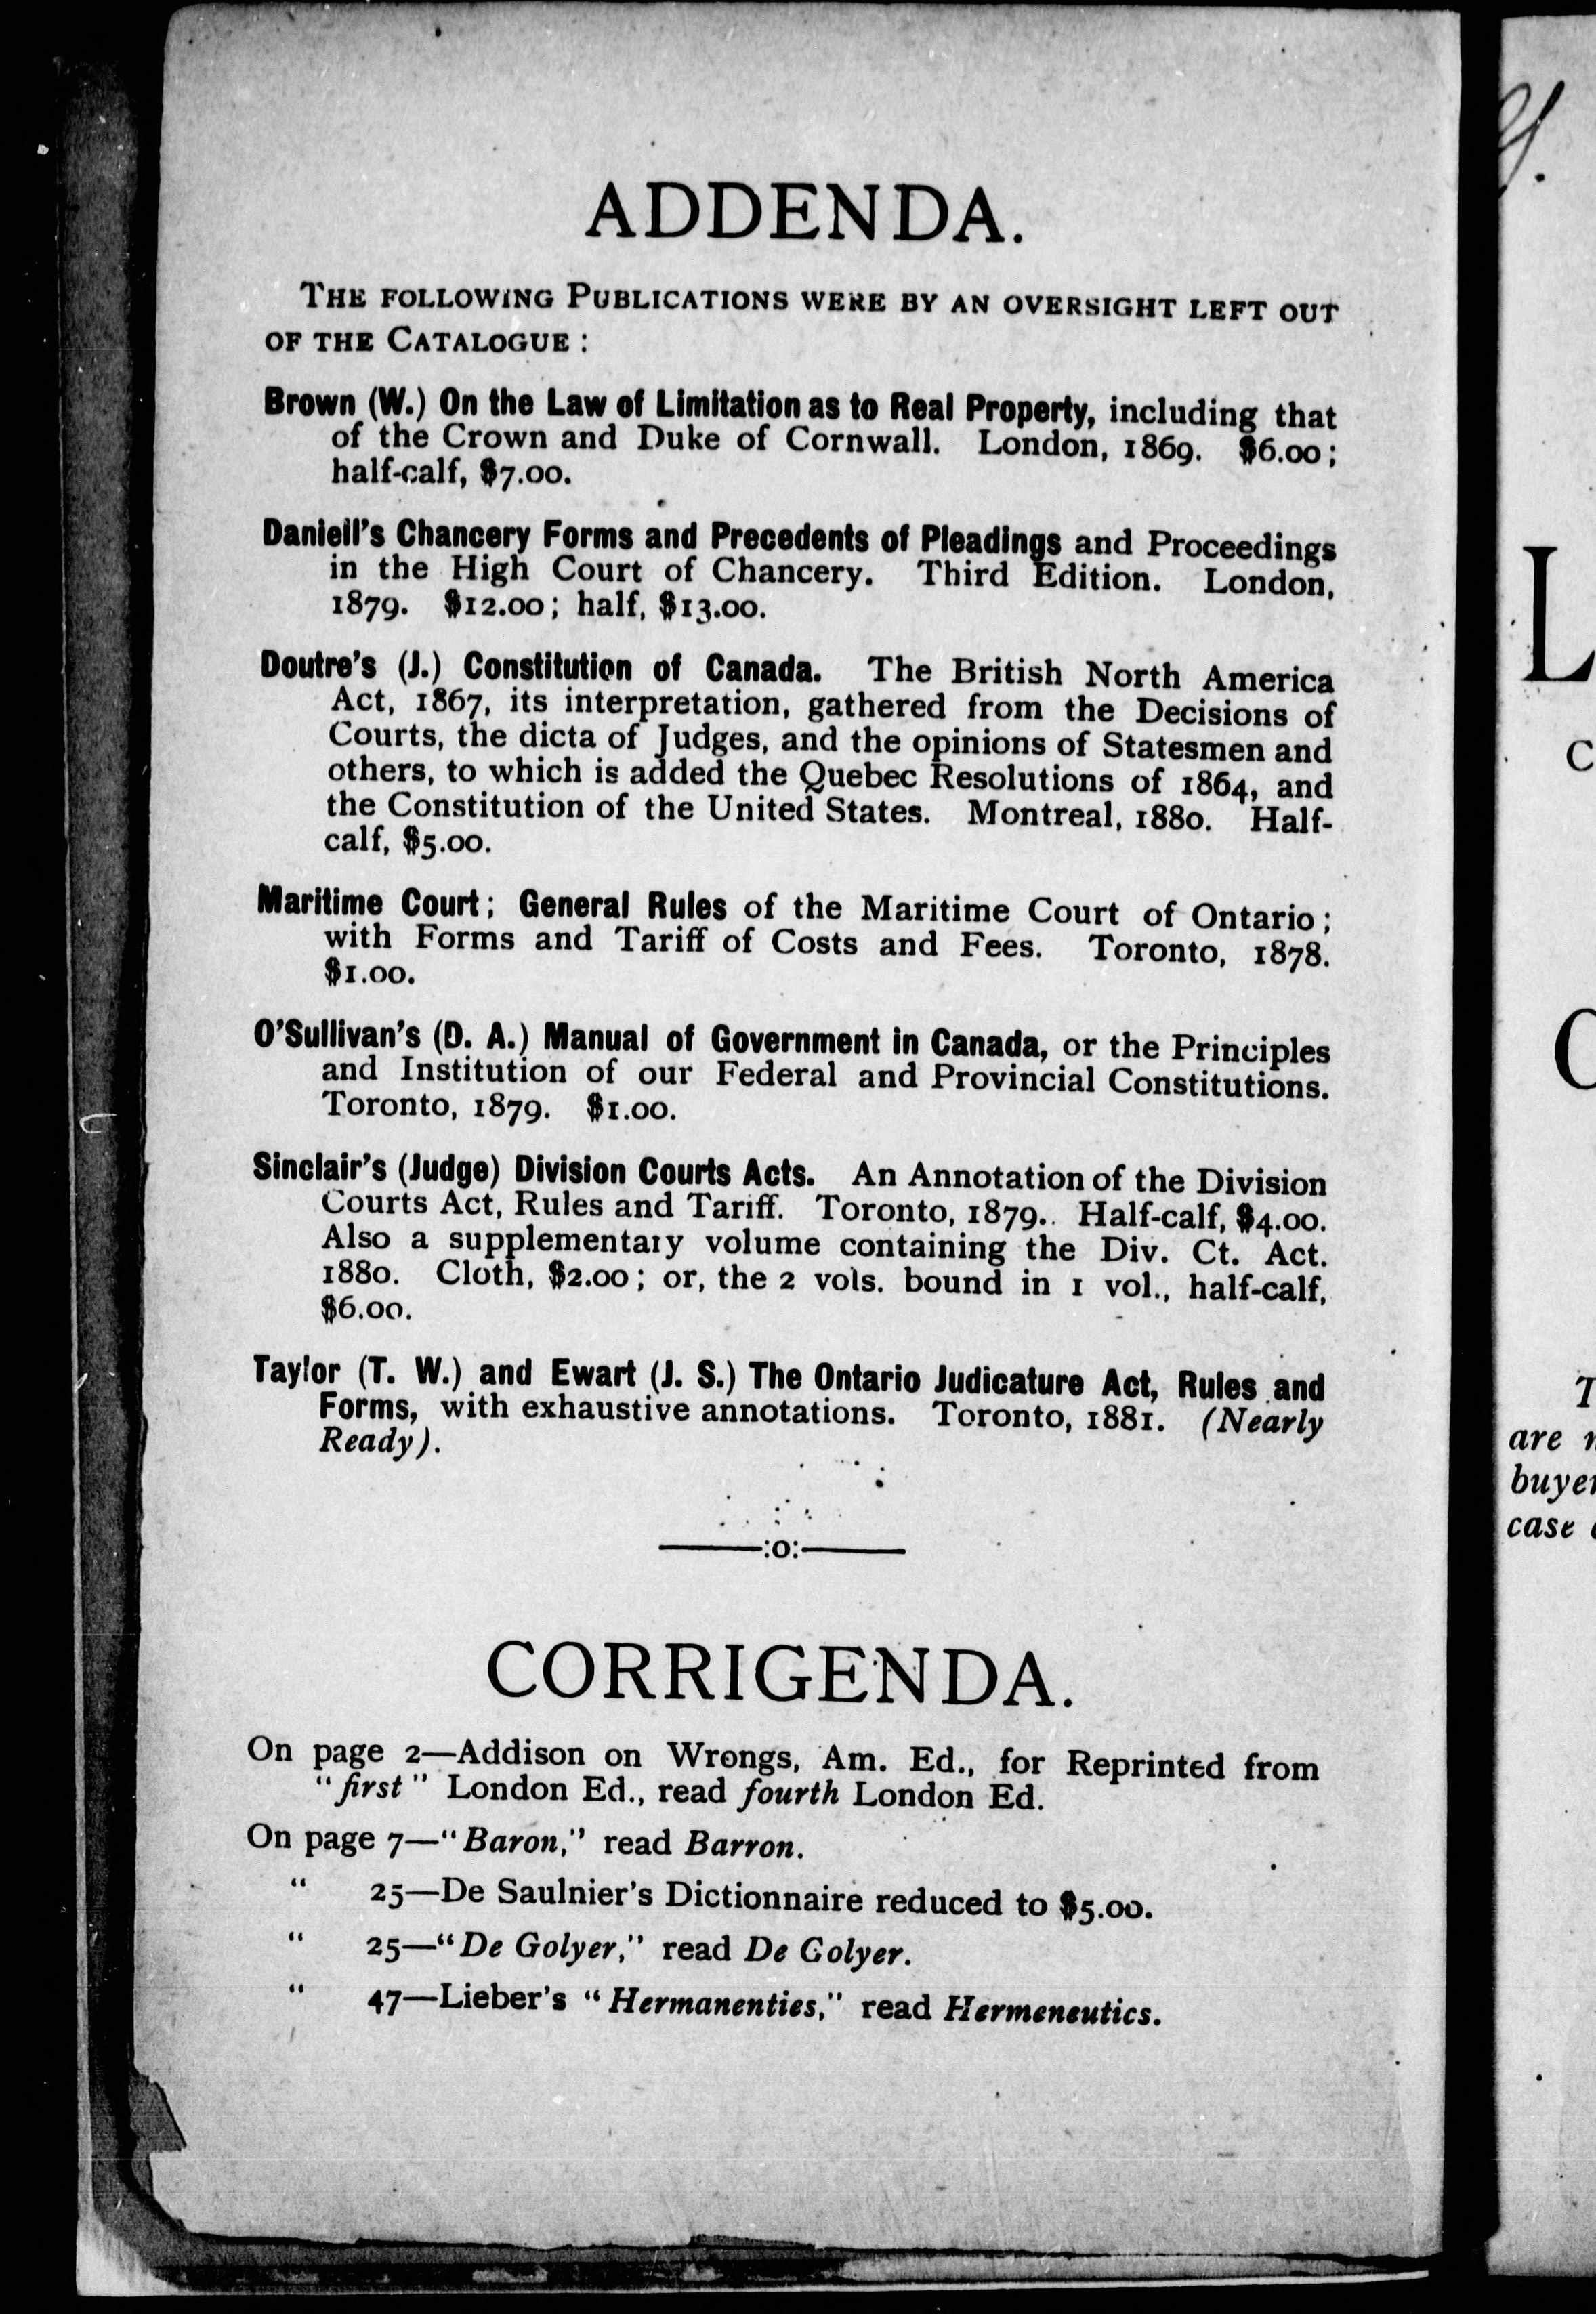 ADDENDA.
THE FOLLOWING PUBLICATIONS WERE BY AN OVERSIGHT LEFT OUT
OF THE CATALOGUE :
Brown (W.) On the Law of Limitation as to Real Property, including that
of the Crown and Duke of Cornwall. London, 1869. $6.00;
half-calf, $7.00.
Daniell's Chancery Forms and Precedents of Pleadings and Proceedings
in the High Court of Chancery. Third Edition. London,
1879. $12.00; half, $13.00.
Doutre's (J.) Constitution of Canada. The British North America
Act, 1867, its interpretation, gathered from the Decisions of
Courts, the dicta of Judges, and the opinions of Statesmen and
others, to which is added the Quebec Resolutions of 1864, and
the Constitution of the United States. Montreal, 1880. Half-
calf, $5.00.
Maritime Court; General Rules of the Maritime Court of Ontario;
with Forms and Tariff of Costs and Fees. Toronto, 1878.
$1.00.
O'Sullivan's (D. A.) Manual of Government in Canada, or the Principles
and Institution of our Federal and Provincial Constitutions.
Toronto, 1879. $1.00.
Sinclair's (Judge) Division Courts Acts. An Annotation of the Division
Courts Act, Rules and Tariff. Toronto, 1879. Half-calf, $4.00.
Also a supplementary volume containing the Div. Ct. Act.
1880. Cloth, $2.00; or, the 2 vols. bound in 1 vol., half-calf,
$6.00.
Taylor (T. W.) and Ewart (J. S.) The Ontario Judicature Act, Rules and
Forms, with exhaustive annotations. Toronto, 1881. (Nearly
Ready).
———:o:———
CORRIGENDA.
On page 2—Addison on Wrongs, Am. Ed., for Reprinted from
"first" London Ed., read fourth London Ed.
On page 7—"Baron," read Barron.
" 25—De Saulnier's Dictionnaire reduced to $5.00.
" 25—"De Golyer," read De Golyer.
" 47—Lieber's "Hermanenties," read Hermeneutics.
L
C
are
case